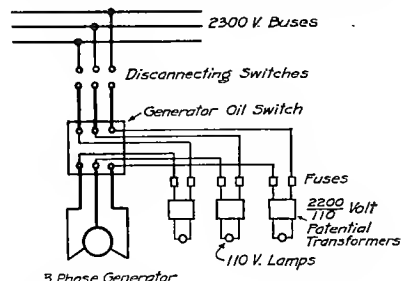 2300 V. Buses
Disconnecting Switches
Generator Oil Switch
Fuses
2200
110
Volt
Potential
Transformers
110 V. Lamps
3 Phase Generator